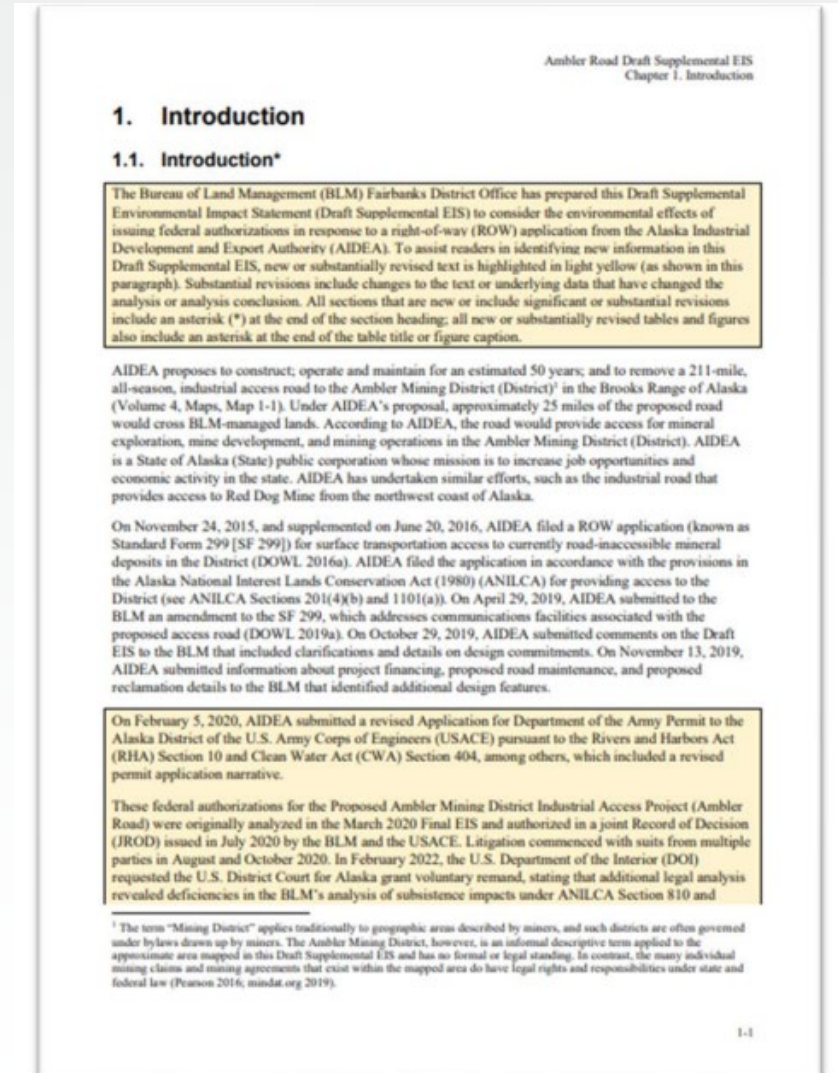 Ambler Road Draft Supplemental EIS
Chapter 1. Introduction
1. Introduction
1.1. Introduction*
The Bureau of Land Management (BLM) Fairbanks District Office has prepared this Draft Supplemental
Environmental Impact Statement (Draft Supplemental EIS) to consider the environmental effects of
issuing federal authorizations in response to a right-of-way (ROW) application from the Alaska Industrial
Development and Export Authority (AIDEA). To assist readers in identifying new information in this
Draft Supplemental EIS, new or substantially revised text is highlighted in light yellow (as shown in this
paragraph). Substantial revisions include changes to the text or underlying data that have changed the
analysis or analysis conclusion. All sections that are new or include significant or substantial revisions
include an asterisk (*) at the end of the section heading; all new or substantially revised tables and figures
also include an asterisk at the end of the table title or figure caption.
AIDEA proposes to construct; operate and maintain for an estimated 50 years; and to remove a 211-mile,
all-season, industrial access road to the Ambler Mining District (District)¹ in the Brooks Range of Alaska
(Volume 4, Maps, Map 1-1). Under AIDEA's proposal, approximately 25 miles of the proposed road
would cross BLM-managed lands. According to AIDEA, the road would provide access for mineral
exploration, mine development, and mining operations in the Ambler Mining District (District). AIDEA
is a State of Alaska (State) public corporation whose mission is to increase job opportunities and
economic activity in the state. AIDEA has undertaken similar efforts, such as the industrial road that
provides access to Red Dog Mine from the northwest coast of Alaska.
On November 24, 2015, and supplemented on June 20, 2016, AIDEA filed a ROW application (known as
Standard Form 299 [SF 299]) for surface transportation access to currently road-inaccessible mineral
deposits in the District (DOWL 2016a). AIDEA filed the application in accordance with the provisions in
the Alaska National Interest Lands Conservation Act (1980) (ANILCA) for providing access to the
District (see ANILCA Sections 201(4)(b) and 1101(a)). On April 29, 2019, AIDEA submitted to the
BLM an amendment to the SF 299, which addresses communications facilities associated with the
proposed access road (DOWL 2019a). On October 29, 2019, AIDEA submitted comments on the Draft
EIS to the BLM that included clarifications and details on design commitments. On November 13, 2019,
AIDEA submitted information about project financing, proposed road maintenance, and proposed
reclamation details to the BLM that identified additional design features.
On February 5, 2020, AIDEA submitted a revised Application for Department of the Army Permit to the
Alaska District of the U.S. Army Corps of Engineers (USACE) pursuant to the Rivers and Harbors Act
(RHA) Section 10 and Clean Water Act (CWA) Section 404, among others, which included a revised
permit application narrative.
These federal authorizations for the Proposed Ambler Mining District Industrial Access Project (Ambler
Road) were originally analyzed in the March 2020 Final EIS and authorized in a joint Record of Decision
(JROD) issued in July 2020 by the BLM and the USACE. Litigation commenced with suits from multiple
parties in August and October 2020. In February 2022, the U.S. Department of the Interior (DOI)
requested the U.S. District Court for Alaska grant voluntary remand, stating that additional legal analysis
revealed deficiencies in the BLM's analysis of subsistence impacts under ANILCA Section 810 and
¹ The term "Mining District" applies traditionally to geographic areas described by miners, and such districts are often governed
under bylaws drawn up by miners. The Ambler Mining District, however, is an informal descriptive term applied to the
approximate area mapped in this Draft Supplemental EIS and has no formal or legal standing. In contrast, the many individual
mining claims and mining agreements that exist within the mapped area do have legal rights and responsibilities under state and
federal law (Pearson 2016; mindat.org 2019).
1-1